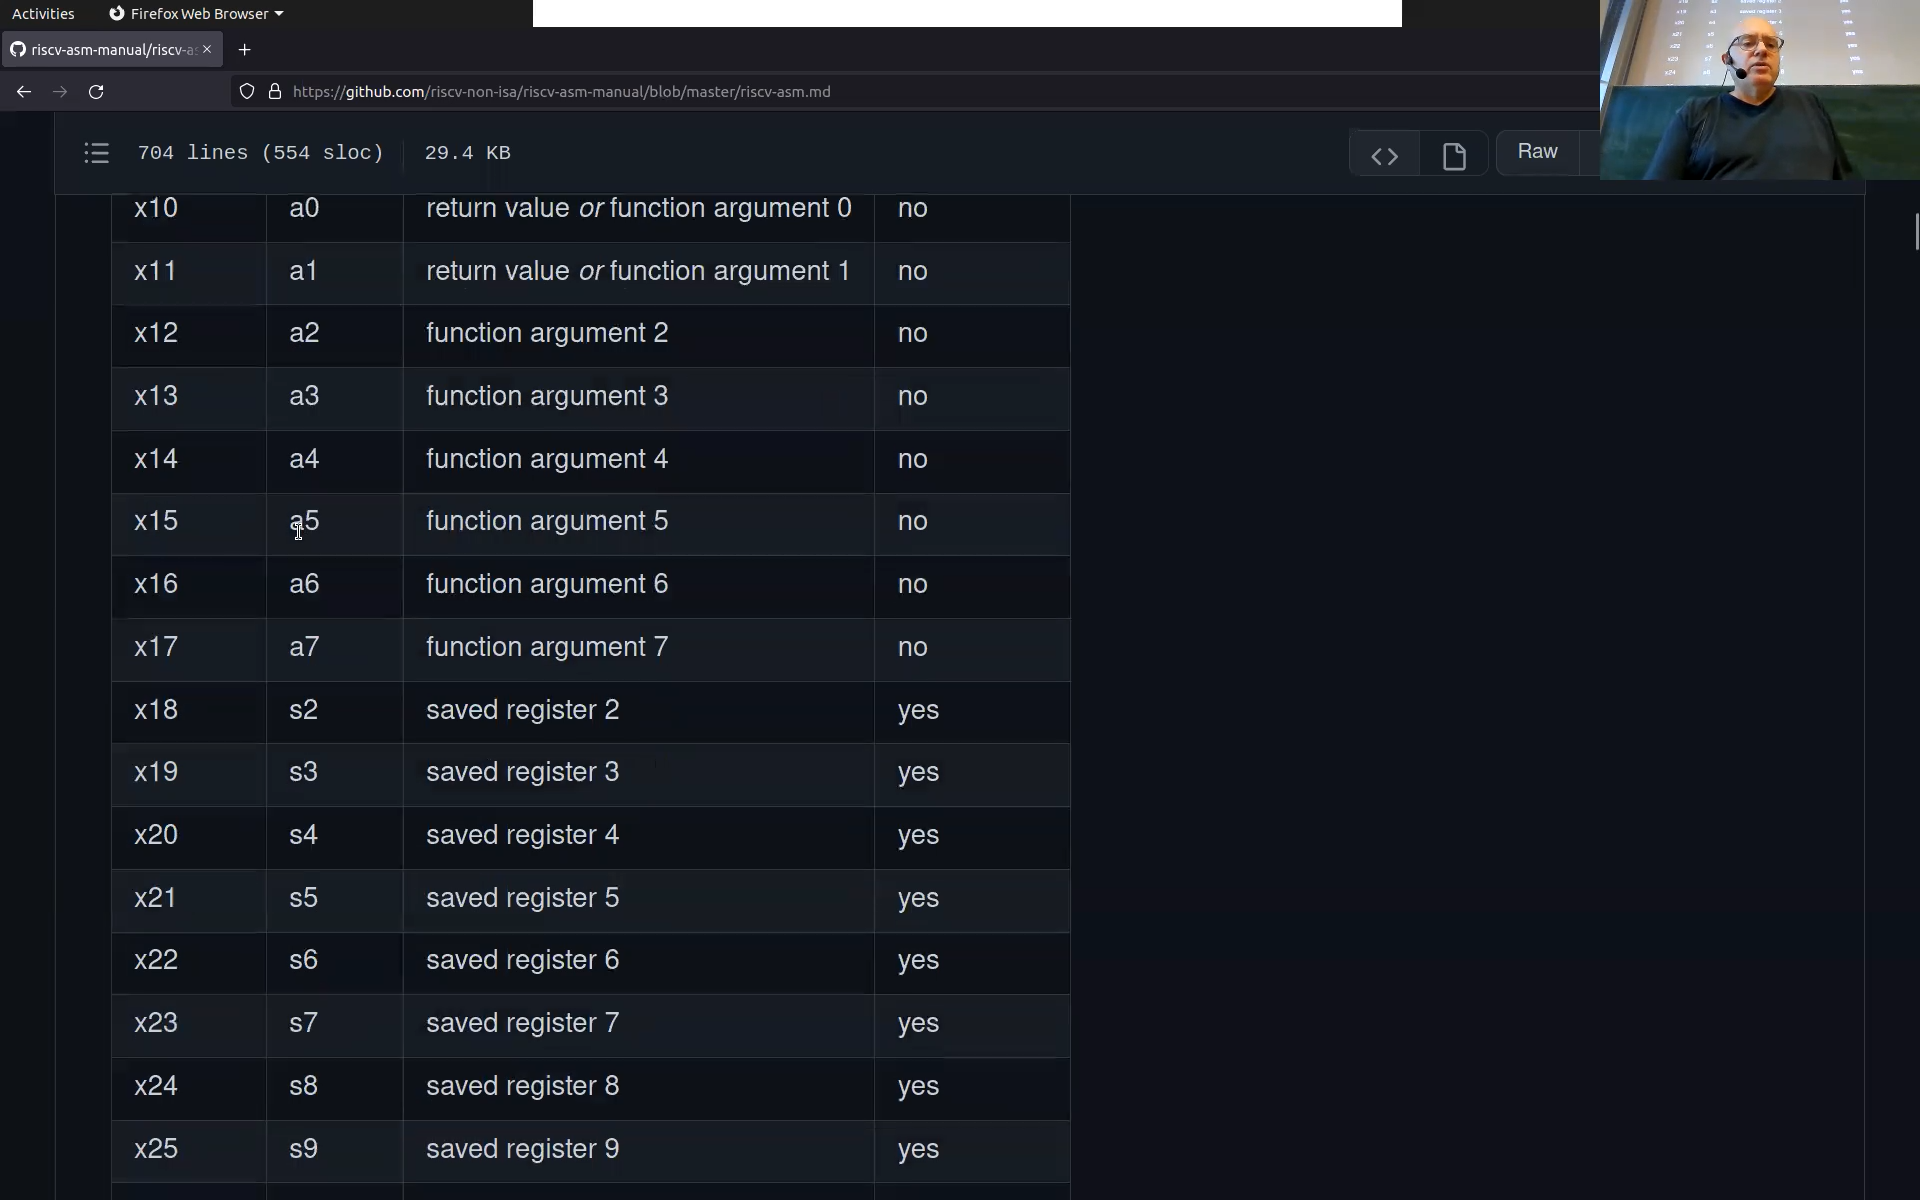 Activities
Firefox Web Browser
riscv-asm-manual/riscv-as
https://github.com/riscv-non-isa/riscv-asm-manual/blob/master/riscv-asm.md
704 lines (554 sloc) 29.4 KB
Raw
x10 a0 return value or function argument 0 no
x11 a1 return value or function argument 1 no
x12 a2 function argument 2 no
x13 a3 function argument 3 no
x14 a4 function argument 4 no
x15 a5 function argument 5 no
x16 a6 function argument 6 no
x17 a7 function argument 7 no
x18 s2 saved register 2 yes
x19 s3 saved register 3 yes
x20 s4 saved register 4 yes
x21 s5 saved register 5 yes
x22 s6 saved register 6 yes
x23 s7 saved register 7 yes
x24 s8 saved register 8 yes
x25 s9 saved register 9 yes